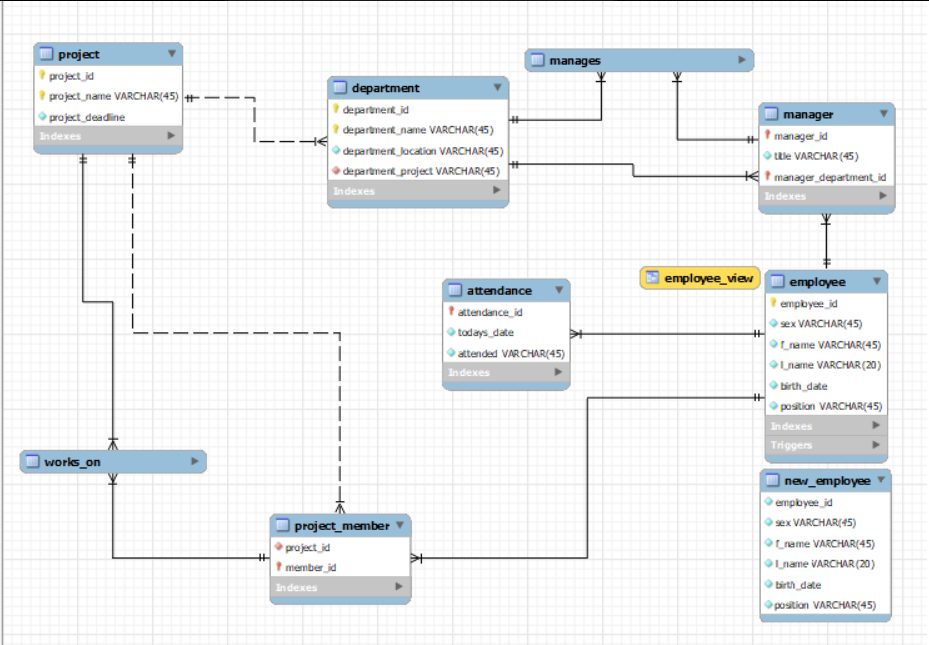 project
project_id
project_name VARCHAR(45)
project_deadline
Indexes
department
department_id
department_name VARCHAR(45)
department_location VARCHAR(45)
department_project VARCHAR(45)
Indexes
manages
manager
manager_id
title VARCHAR(45)
manager_department_id
Indexes
employee_view
employee
employee_id
sex VARCHAR(45)
f_name VARCHAR(45)
l_name VARCHAR(20)
birth_date
position VARCHAR(45)
Indexes
Triggers
attendance
attendance_id
todays_date
attended VARCHAR(45)
Indexes
works_on
project_member
project_id
member_id
Indexes
new_employee
employee_id
sex VARCHAR(45)
f_name VARCHAR(45)
l_name VARCHAR(20)
birth_date
position VARCHAR(45)